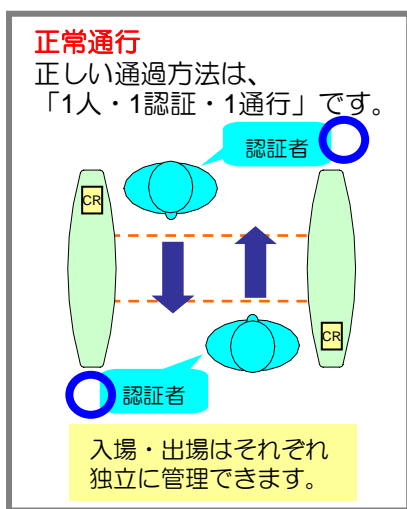 正常通行
正しい通過方法は、
「1人・1認証・1通行」です。
認証者
CR
CR
認証者
入場・出場はそれぞれ
独立に管理できます。